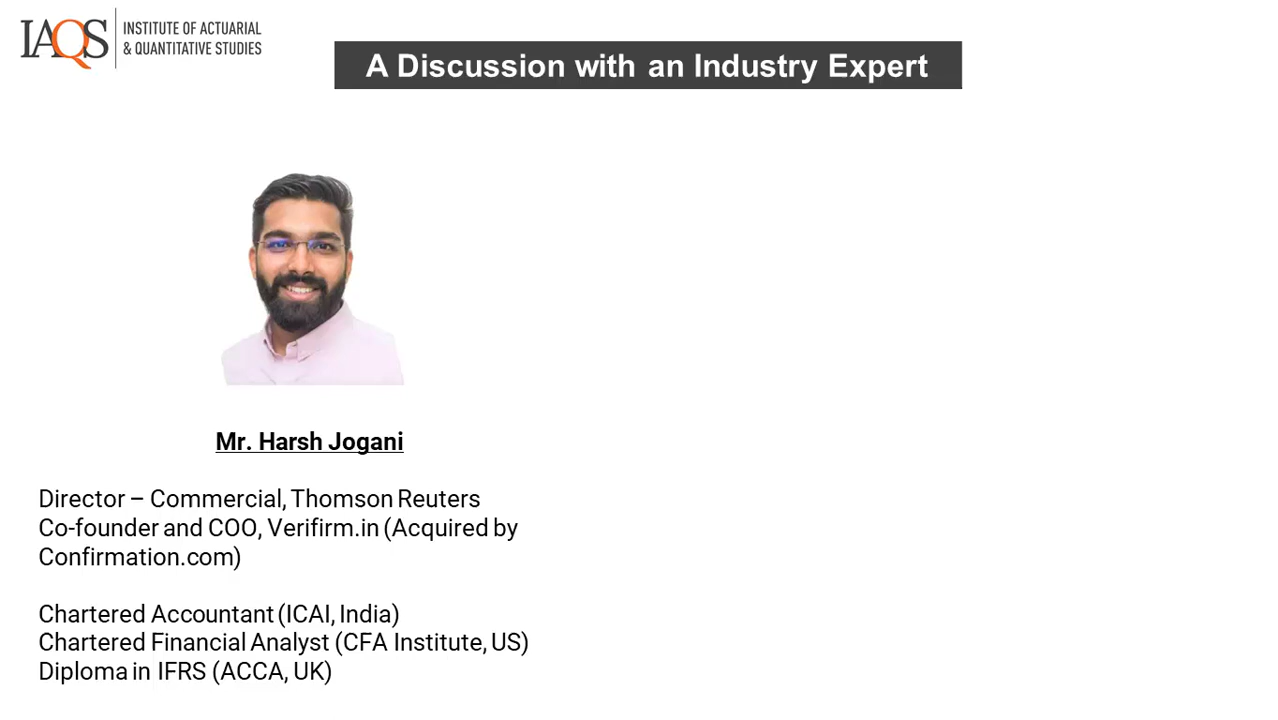 IAQS
INSTITUTE OF ACTUARIAL
& QUANTITATIVE STUDIES
A Discussion with an Industry Expert
Mr. Harsh Jogani
Director – Commercial, Thomson Reuters
Co-founder and COO, Verifirm.in (Acquired by
Confirmation.com)
Chartered Accountant (ICAI, India)
Chartered Financial Analyst (CFA Institute, US)
Diploma in IFRS (ACCA, UK)